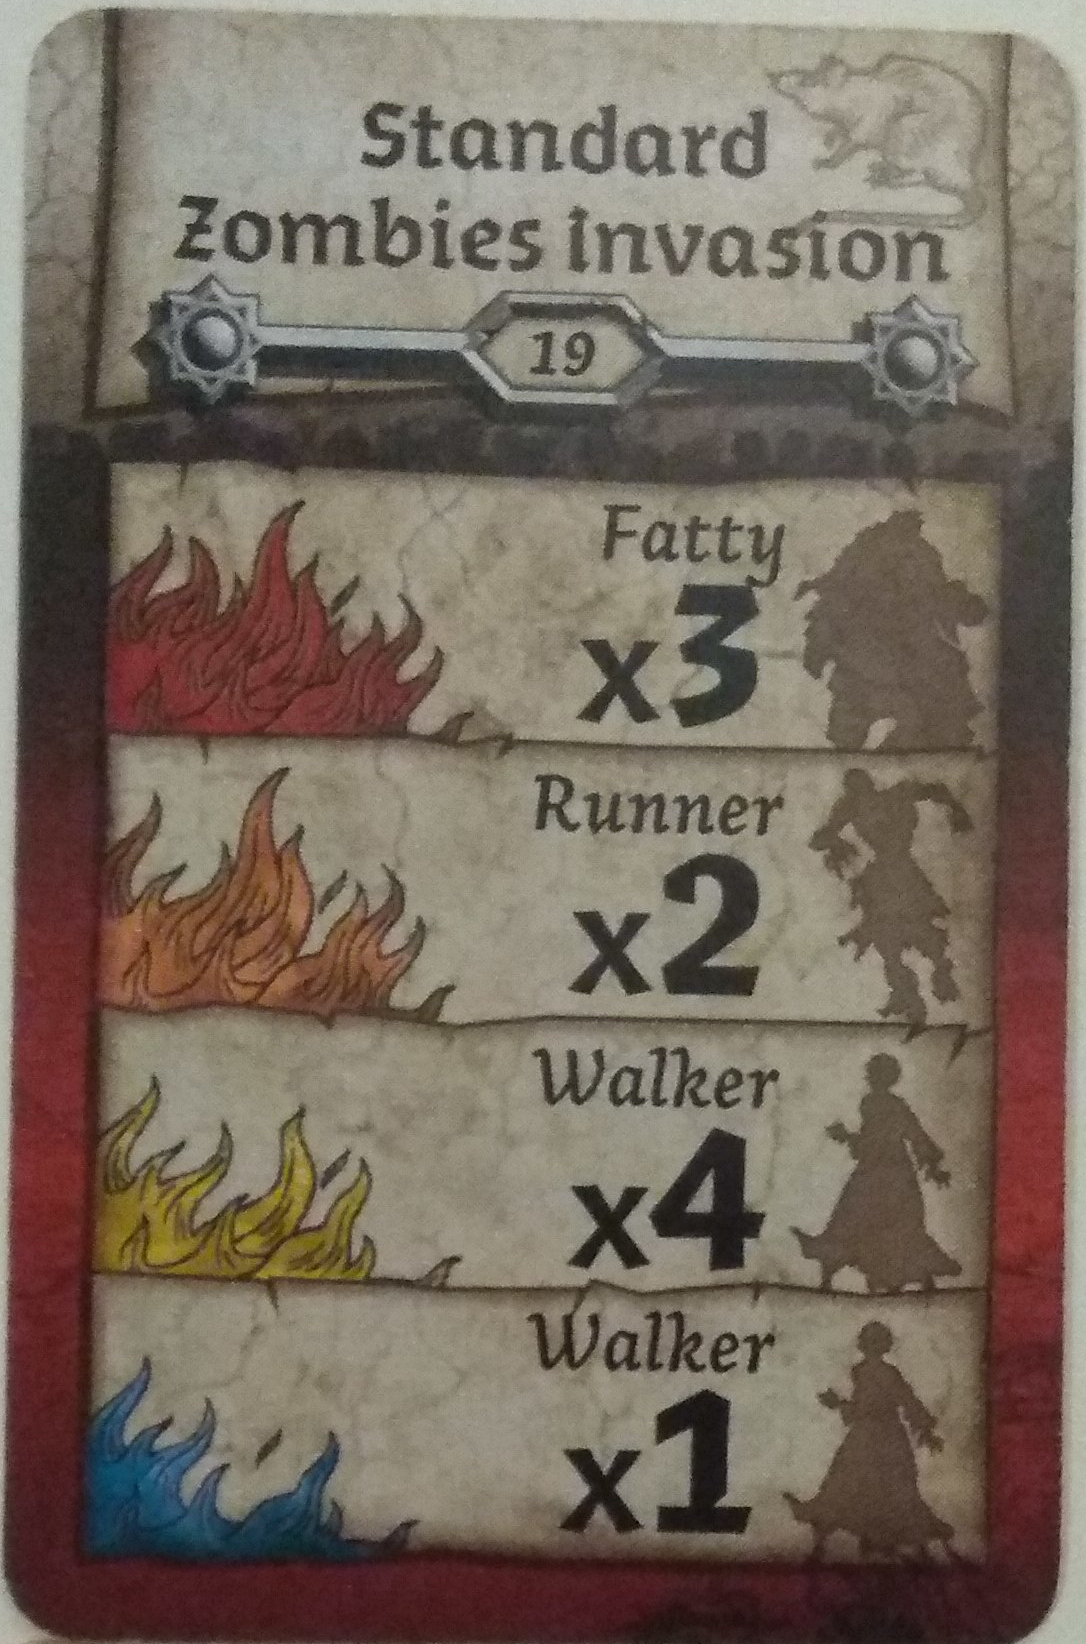 Standard
Zombies Invasion
19
Fatty
x3
Runner
x2
Walker
x4
Walker
x1